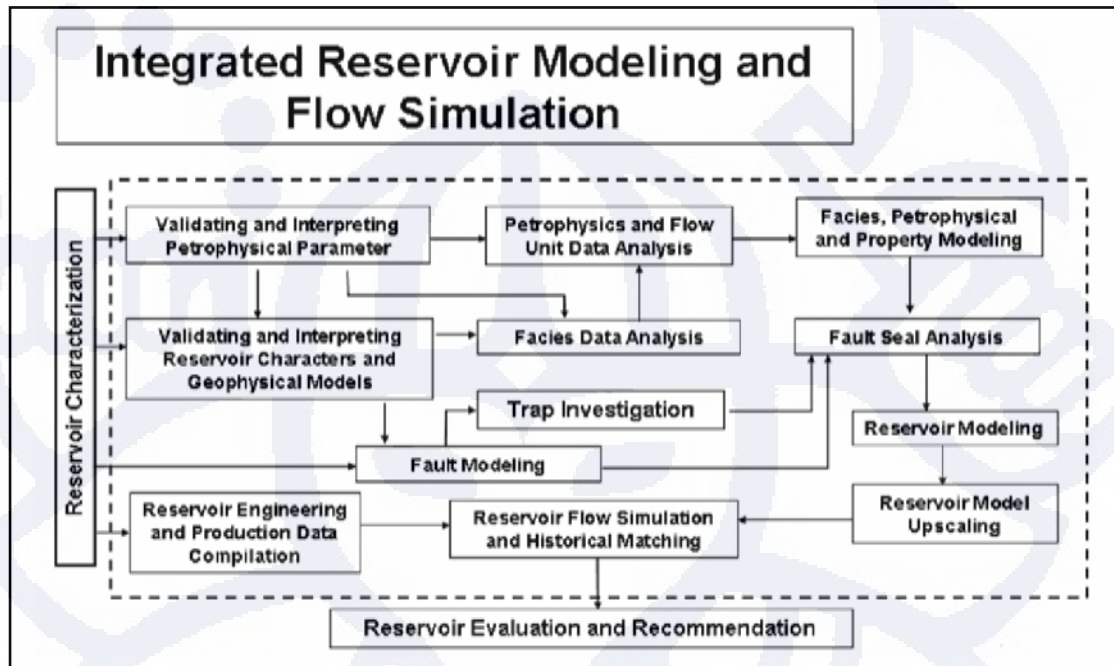 Integrated Reservoir Modeling and
Flow Simulation
Reservoir Characterization
Validating and Interpreting
Petrophysical Parameter
Petrophysics and Flow
Unit Data Analysis
Facies, Petrophysical
and Property Modeling
Validating and Interpreting
Reservoir Characters and
Geophysical Models
Facies Data Analysis
Fault Seal Analysis
Trap Investigation
Reservoir Modeling
Fault Modeling
Reservoir Engineering
and Production Data
Compilation
Reservoir Flow Simulation
and Historical Matching
Reservoir Model
Upscaling
Reservoir Evaluation and Recommendation